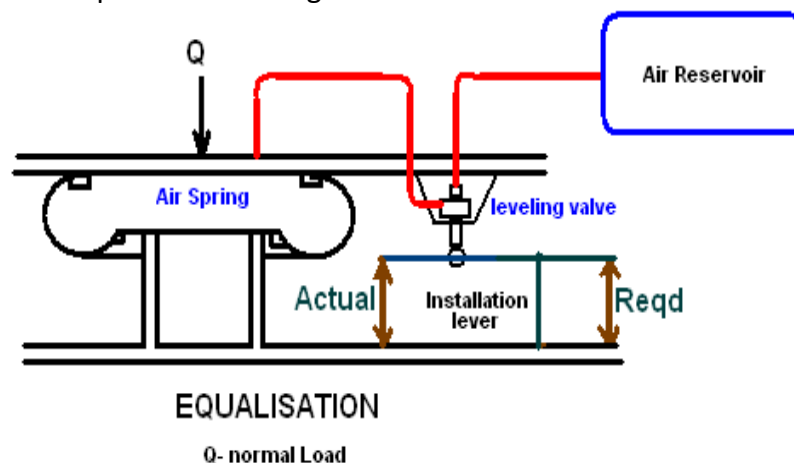 Q
Air Reservoir
Air Spring
leveling valve
Actual
Installation
lever
Reqd
EQUALISATION
Q- normal Load